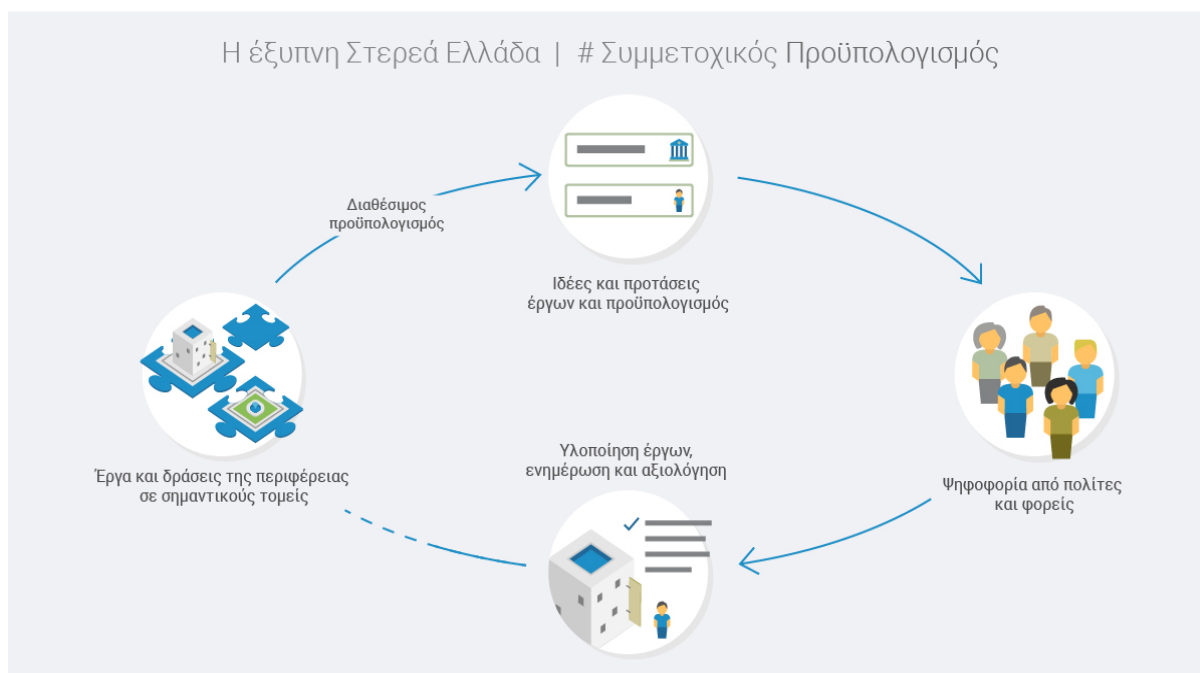 Η έξυπνη Στερεά Ελλάδα | # Συμμετοχικός Προϋπολογισμός
Διαθέσιμος
προϋπολογισμός
Ιδέες και προτάσεις
έργων και προϋπολογισμός
Έργα και δράσεις της περιφέρειας
σε σημαντικούς τομείς
Υλοποίηση έργων,
ενημέρωση και αξιολόγηση
Ψηφοφορία από πολίτες
και φορείς